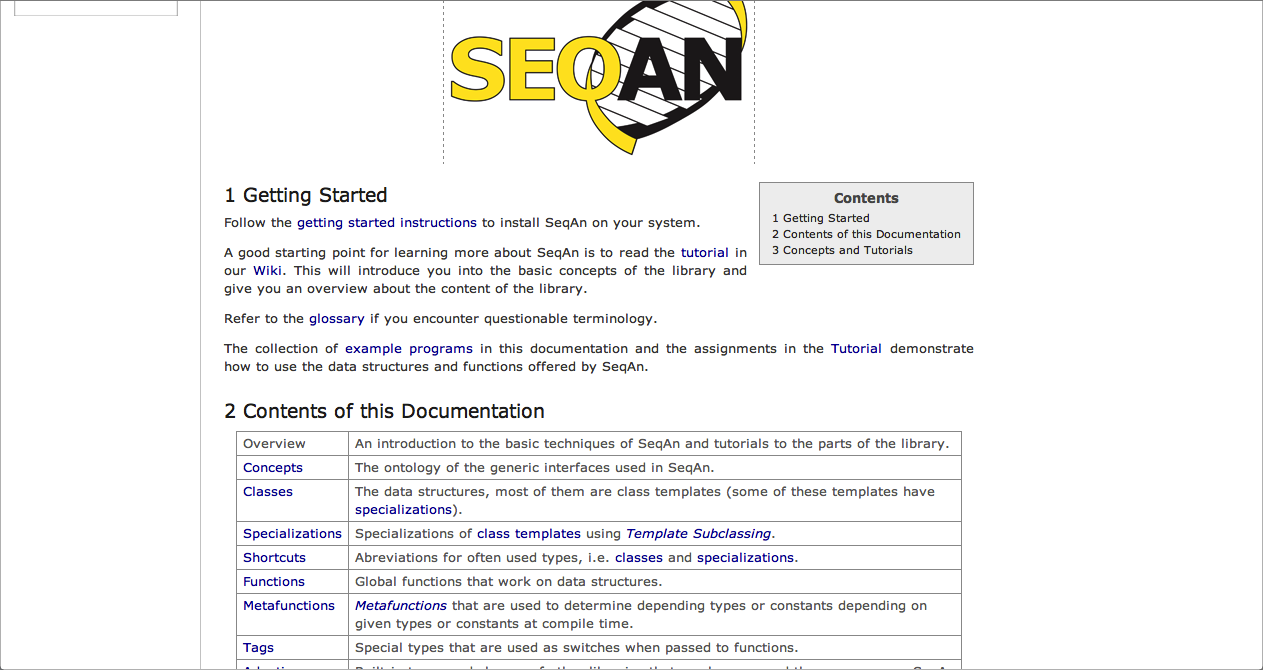 SEQAN
1 Getting Started
Contents
1 Getting Started
2 Contents of this Documentation
3 Concepts and Tutorials
Follow the getting started instructions to install SeqAn on your system.
A good starting point for learning more about SeqAn is to read the tutorial in
our Wiki. This will introduce you into the basic concepts of the library and
give you an overview about the content of the library.
Refer to the glossary if you encounter questionable terminology.
The collection of example programs in this documentation and the assignments in the Tutorial demonstrate
how to use the data structures and functions offered by SeqAn.
2 Contents of this Documentation
Overview An introduction to the basic techniques of SeqAn and tutorials to the parts of the library.
Concepts The ontology of the generic interfaces used in SeqAn.
Classes The data structures, most of them are class templates (some of these templates have
specializations).
Specializations Specializations of class templates using Template Subclassing.
Shortcuts Abreviations for often used types, i.e. classes and specializations.
Functions Global functions that work on data structures.
Metafunctions Metafunctions that are used to determine depending types or constants depending on
given types or constants at compile time.
Tags Special types that are used as switches when passed to functions.